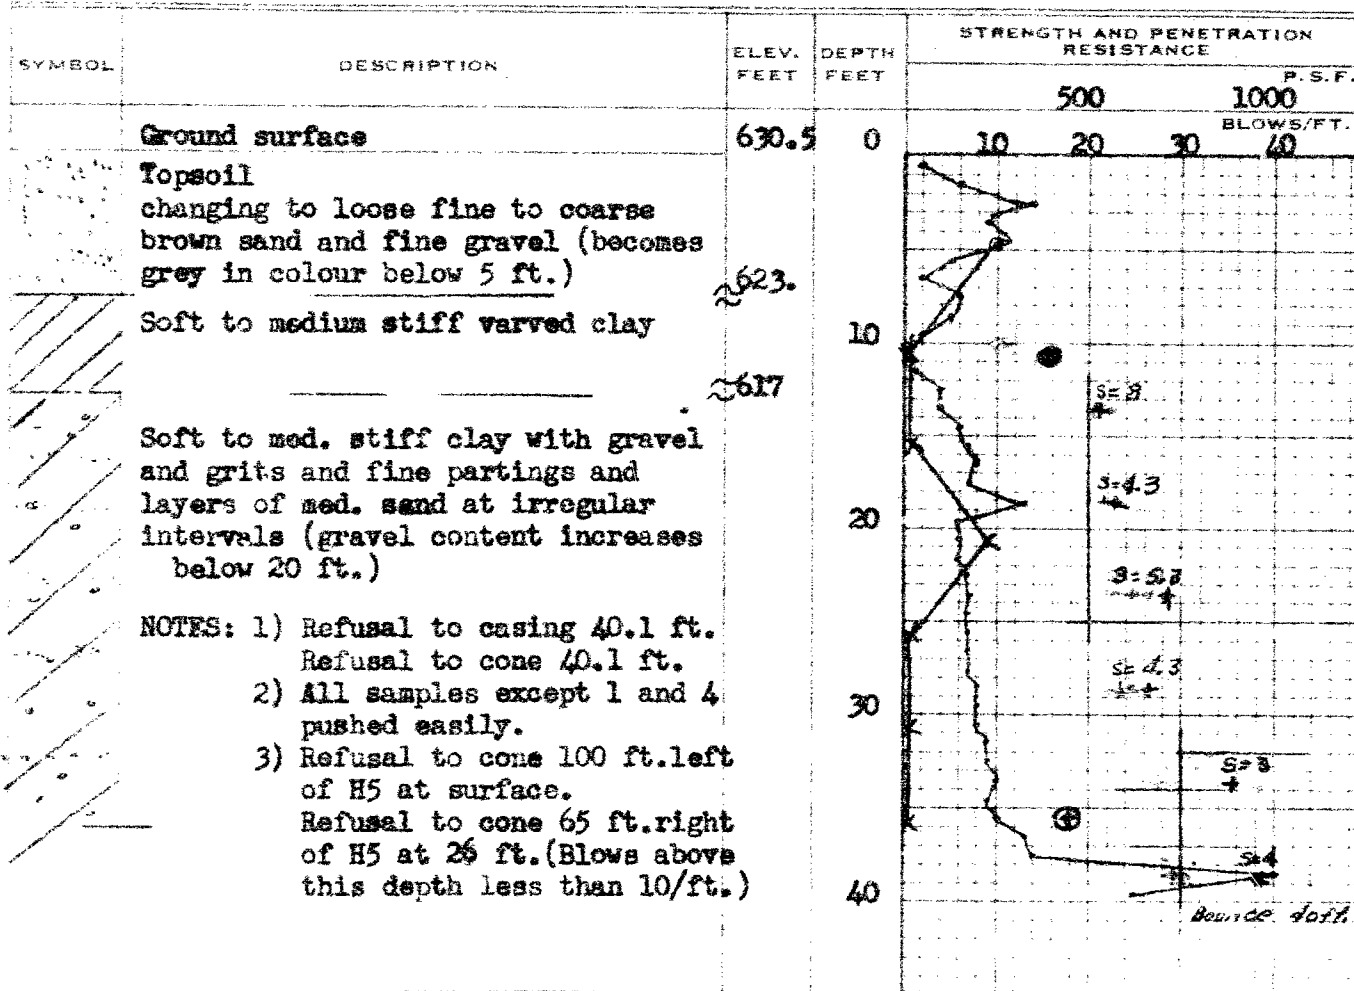 SYMBOL DESCRIPTION ELEV. FEET DEPTH FEET STRENGTH AND PENETRATION RESISTANCE
P.S.F.
500 1000
BLOWS/FT.
10 20 30 40
Ground surface 630.5 0
Topsoil
changing to loose fine to coarse
brown sand and fine gravel (becomes
grey in colour below 5 ft.) ≈623.
Soft to medium stiff varved clay
10
≈617
S=8
Soft to med. stiff clay with gravel
and grits and fine partings and
layers of med. sand at irregular
S=4.3
20
intervals (gravel content increases
below 20 ft.)
NOTES: 1) Refusal to casing 40.1 ft.
Refusal to cone 40.1 ft.
S=4.3
2) All samples except 1 and 4
pushed easily.
30
3) Refusal to cone 100 ft.left
of H5 at surface.
Refusal to cone 65 ft.right
of H5 at 26 ft.(Blows above
this depth less than 10/ft.)
S=4
40
Bounce